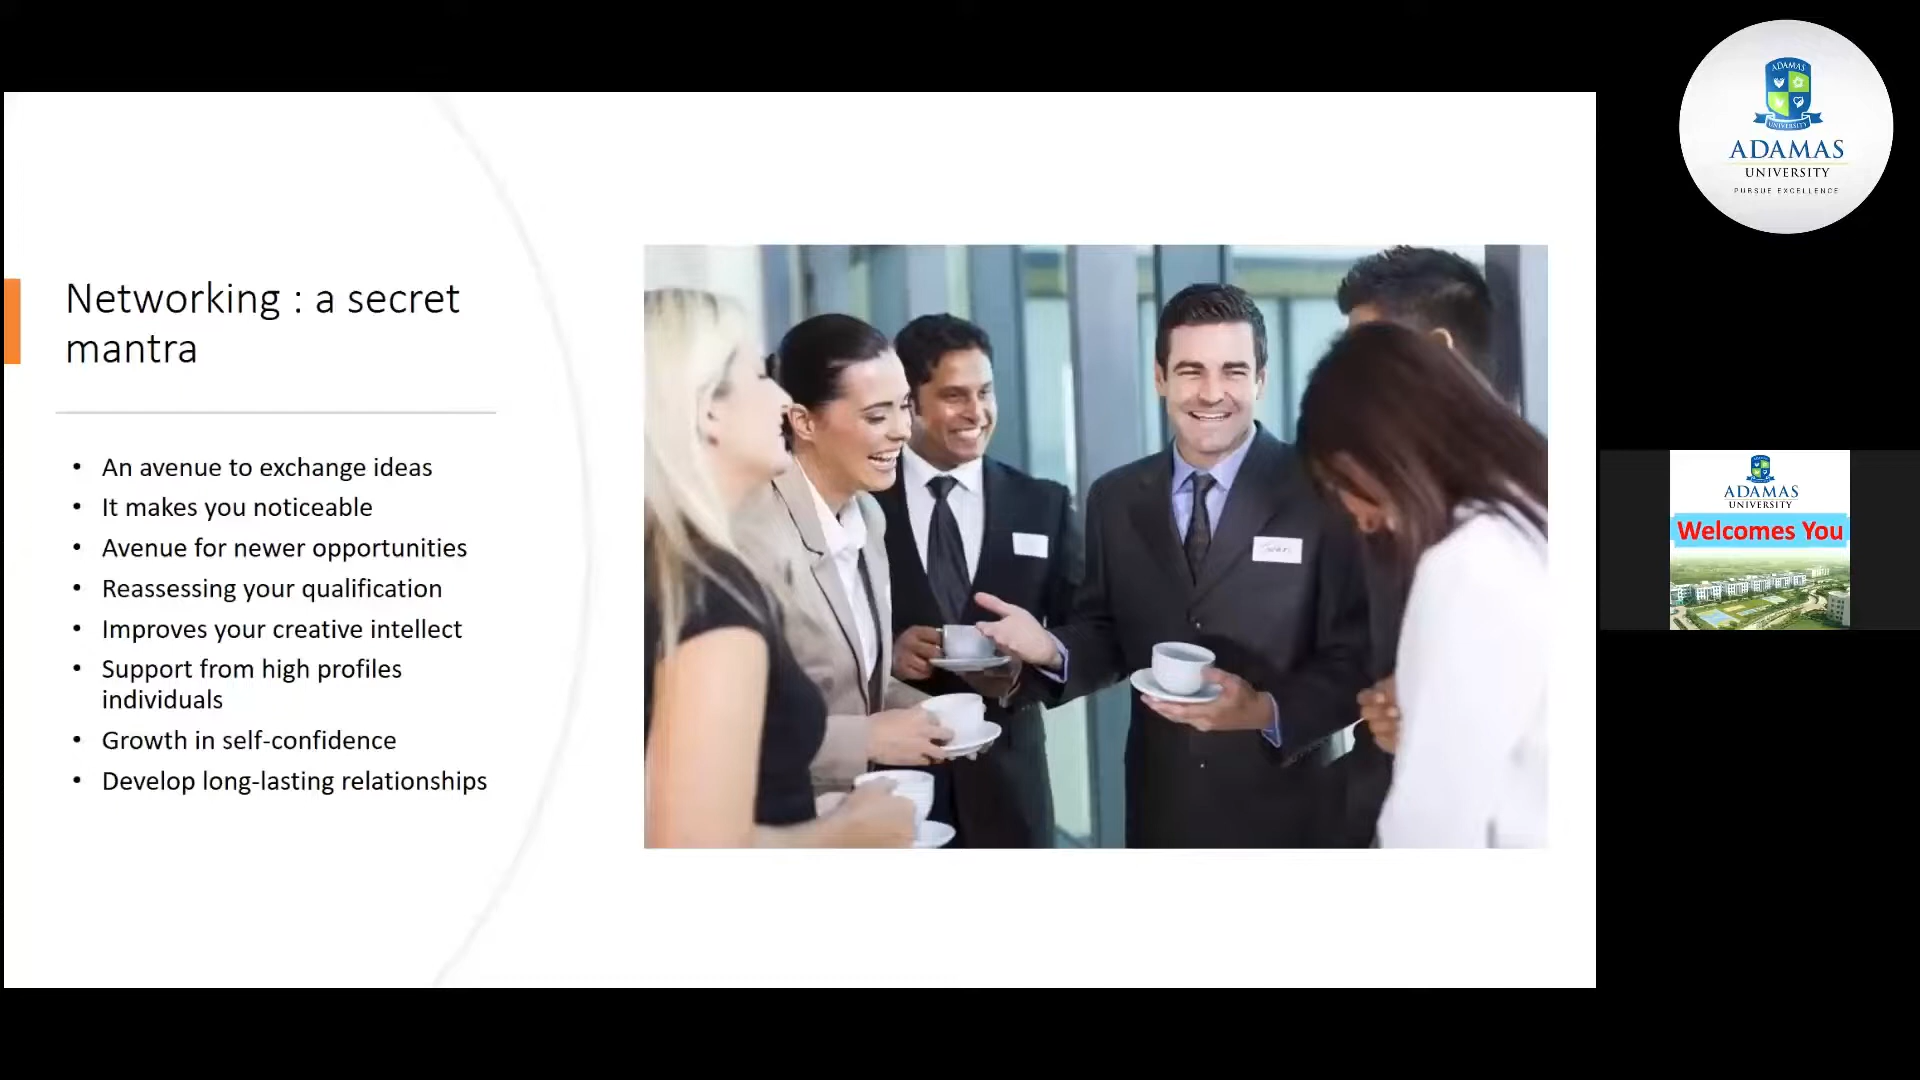 Networking : a secret
mantra
• An avenue to exchange ideas
• It makes you noticeable
• Avenue for newer opportunities
• Reassessing your qualification
• Improves your creative intellect
• Support from high profiles
individuals
• Growth in self-confidence
• Develop long-lasting relationships
ADAMAS
UNIVERSITY
ADAMAS
UNIVERSITY
PURSUE EXCELLENCE
ADAMAS
UNIVERSITY
Welcomes You